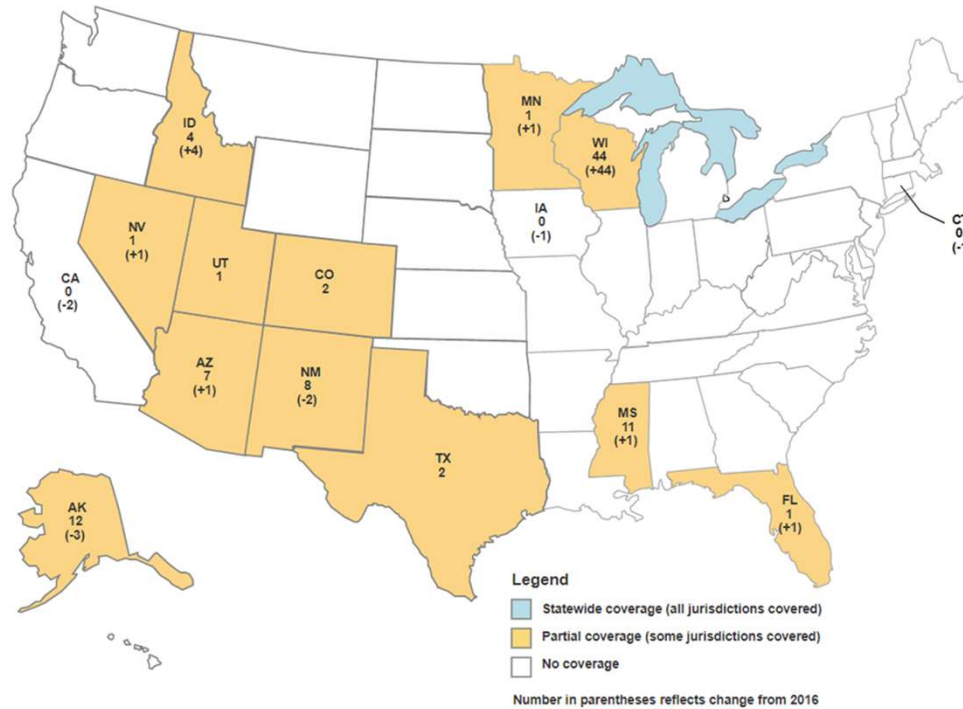 MN
1
(+1)
ID
4
(+4)
WI
44
(+44)
IA
0
(-1)
NV
1
(+1)
UT
1
CO
2
CA
0
(-2)
AZ
7
(+1)
NM
8
(-2)
MS
11
(+1)
TX
2
AK
12
(-3)
FL
1
(+1)
0
Legend
Statewide coverage (all jurisdictions covered)
Partial coverage (some jurisdictions covered)
No coverage
Number in parentheses reflects change from 2016